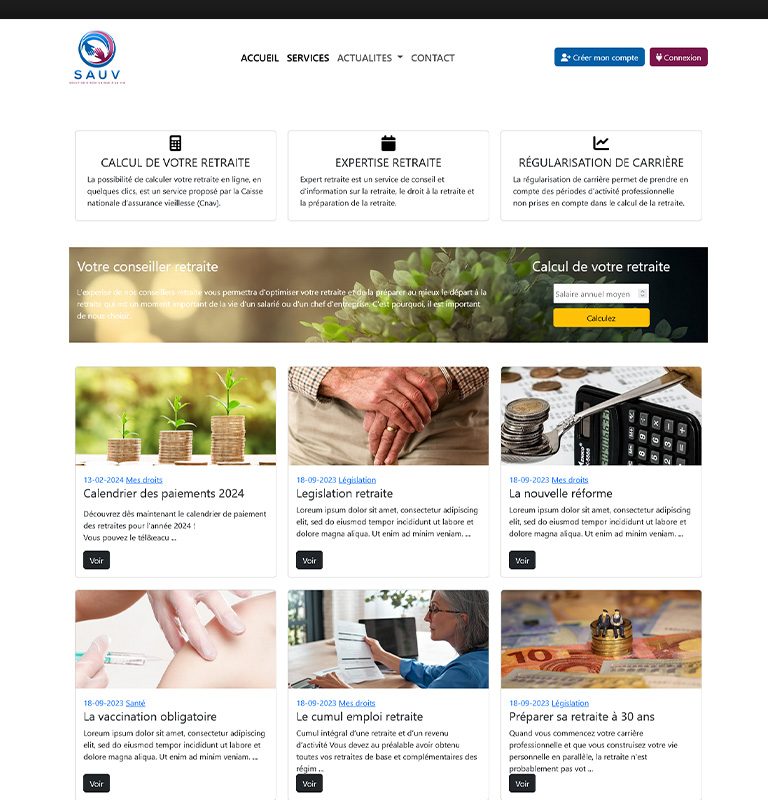 SAUV
ACCUEIL SERVICES ACTUALITES CONTACT
Créer mon compte
Connexion
CALCUL DE VOTRE RETRAITE
La possibilité de calculer votre retraite en ligne, en
quelques clics, est un service proposé par la Caisse
nationale d'assurance vieillesse (Cnav).
EXPERTISE RETRAITE
Expert retraite est un service de conseil et
d'information sur la retraite, le droit à la retraite et
la préparation de la retraite.
RÉGULARISATION DE CARRIÈRE
La régularisation de carrière permet de prendre en
compte des périodes d'activité professionnelle
non prises en compte dans le calcul de la retraite.
Votre conseiller retraite
L'expertise de nos conseillers retraite vous permettra d'optimiser votre retraite et de la préparer au mieux le départ à la
retraite qui est un moment important de la vie d'un salarié ou d'un chef d'entreprise. C'est pourquoi, il est important
de nous choisir.
Calcul de votre retraite
Salaire annuel moyen
Calculez
13-02-2024 Mes droits
Calendrier des paiements 2024
Découvrez dès maintenant le calendrier de paiement
des retraites pour l'année 2024 !
Vous pouvez le tél&eacu ...
Voir
18-09-2023 Législation
Legislation retraite
Loreum ipsum dolor sit amet, consectetur adipiscing
elit, sed do eiusmod tempor incididunt ut labore et
dolore magna aliqua. Ut enim ad minim veniam. ...
Voir
18-09-2023 Mes droits
La nouvelle réforme
Loreum ipsum dolor sit amet, consectetur adipiscing
elit, sed do eiusmod tempor incididunt ut labore et
dolore magna aliqua. Ut enim ad minim veniam. ...
Voir
18-09-2023 Santé
La vaccination obligatoire
Loreum ipsum dolor sit amet, consectetur adipiscing
elit, sed do eiusmod tempor incididunt ut labore et
dolore magna aliqua. Ut enim ad minim veniam. ...
Voir
18-09-2023 Mes droits
Le cumul emploi retraite
Cumul intégral d'une retraite et d'un revenu
d'activité Vous devez au préalable avoir obtenu
toutes vos retraites de base et complémentaires des
régim ...
Voir
10
18-09-2023 Législation
Préparer sa retraite à 30 ans
Quand vous commencez votre carrière
professionnelle et que vous construisez votre vie
personnelle en parallèle, la retraite n'est
probablement pas vot ...
Voir